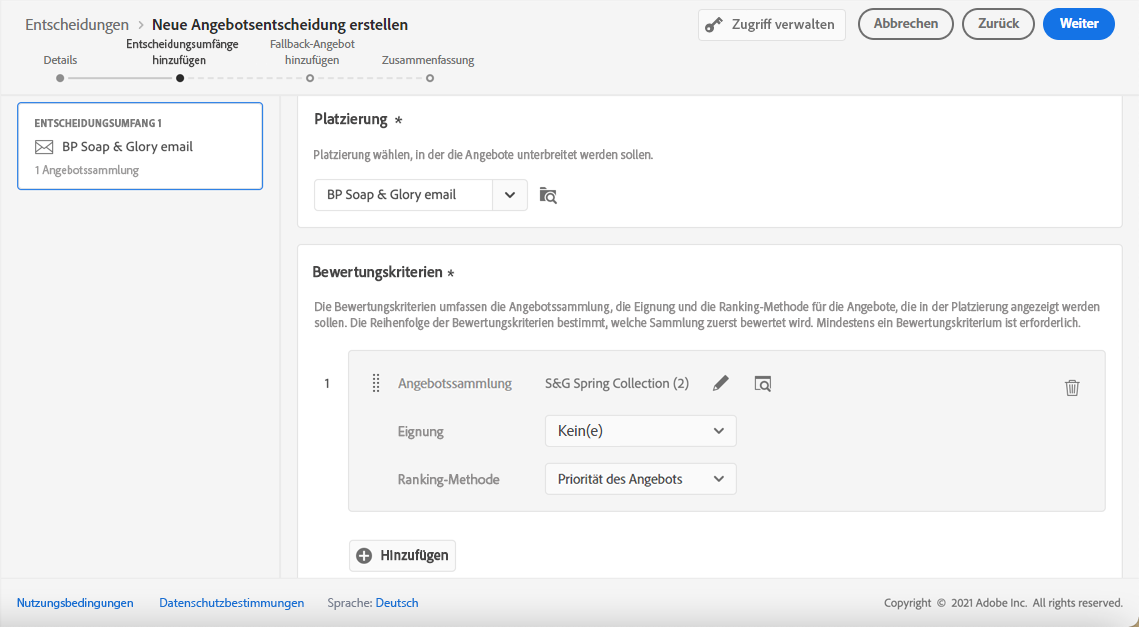 Entscheidungen > Neue Angebotsentscheidung erstellen
Zugriff verwalten
Abbrechen
Zurück
Weiter
Details
Entscheidungsumfänge
hinzufügen
Fallback-Angebot
hinzufügen
Zusammenfassung
ENTSCHEIDUNGSUMFANG 1
BP Soap & Glory email
1 Angebotssammlung
Platzierung *
Platzierung wählen, in der die Angebote unterbreitet werden sollen.
BP Soap & Glory email
Bewertungskriterien *
Die Bewertungskriterien umfassen die Angebotssammlung, die Eignung und die Ranking-Methode für die Angebote, die in der Platzierung angezeigt werden
sollen. Die Reihenfolge der Bewertungskriterien bestimmt, welche Sammlung zuerst bewertet wird. Mindestens ein Bewertungskriterium ist erforderlich.
1 Angebotssammlung S&G Spring Collection (2)
Eignung Kein(e)
Ranking-Methode Priorität des Angebots
Hinzufügen
Nutzungsbedingungen Datenschutzbestimmungen Sprache: Deutsch Copyright © 2021 Adobe Inc. All rights reserved.